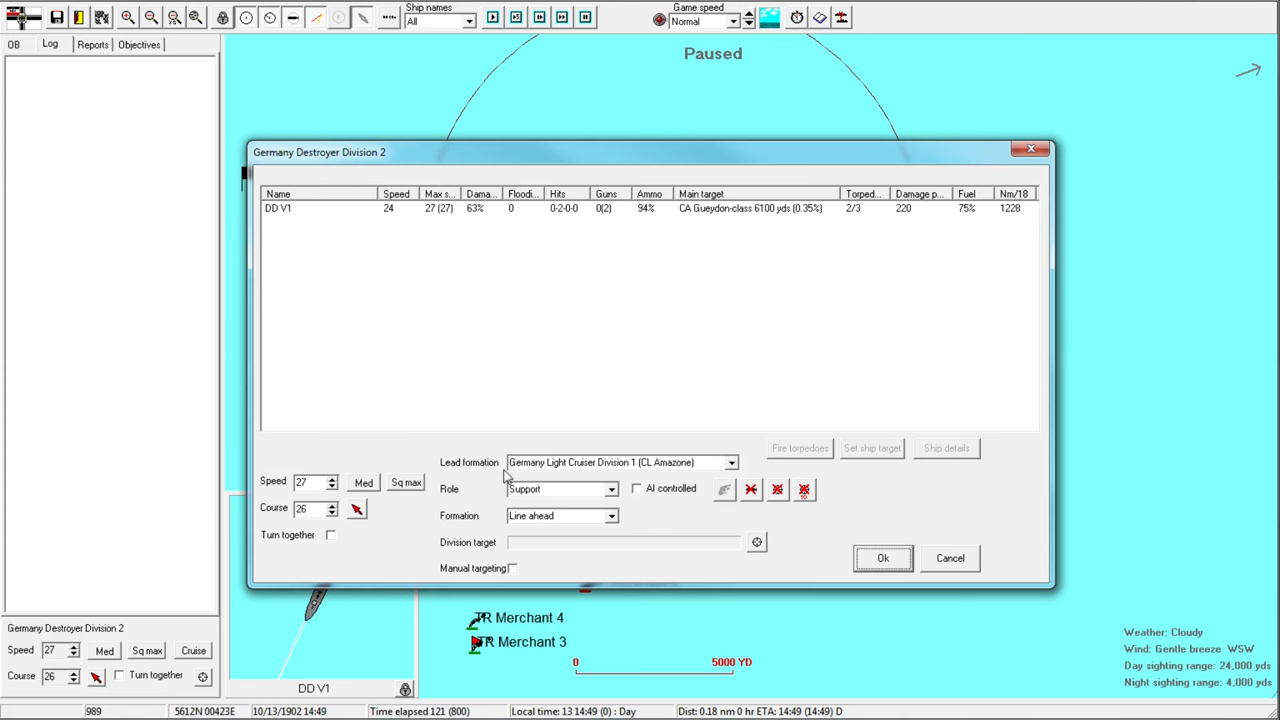 Ship names
All
Game speed
Normal
OB
Log
Reports
Objectives
Paused
Germany Destroyer Division 2
Name Speed Max s... Dama... Floodi... Hits Guns Ammo Main target Torped... Damage p... Fuel Nm/18
DD V1 24 27 (27) 63% 0 0-2-0-0 0(2) 94% CA Gueydon-class 6100 yds (0.35%) 2/3 220 75% 1228
Fire torpedoes Set ship target Ship details
Lead formation Germany Light Cruiser Division 1 (CL Amazone)
Speed 27 Med Sq max
Role Support AI controlled
10
Course 26
Formation Line ahead
Turn together
Division target
Ok Cancel
Manual targeting
TR Merchant 4
TR Merchant 3
0 5000 YD
Germany Destroyer Division 2
Speed 27 Med Sq max Cruise
Course 26 Turn together
DD V1
Weather: Cloudy
Wind: Gentle breeze WSW
Day sighting range: 24,000 yds
Night sighting range: 4,000 yds
989 5612N 00423E 10/13/1902 14:49 Time elapsed 121 (800) Local time: 13 14:49 (0) : Day Dist: 0.18 nm 0 hr ETA: 14:49 (14:49) D